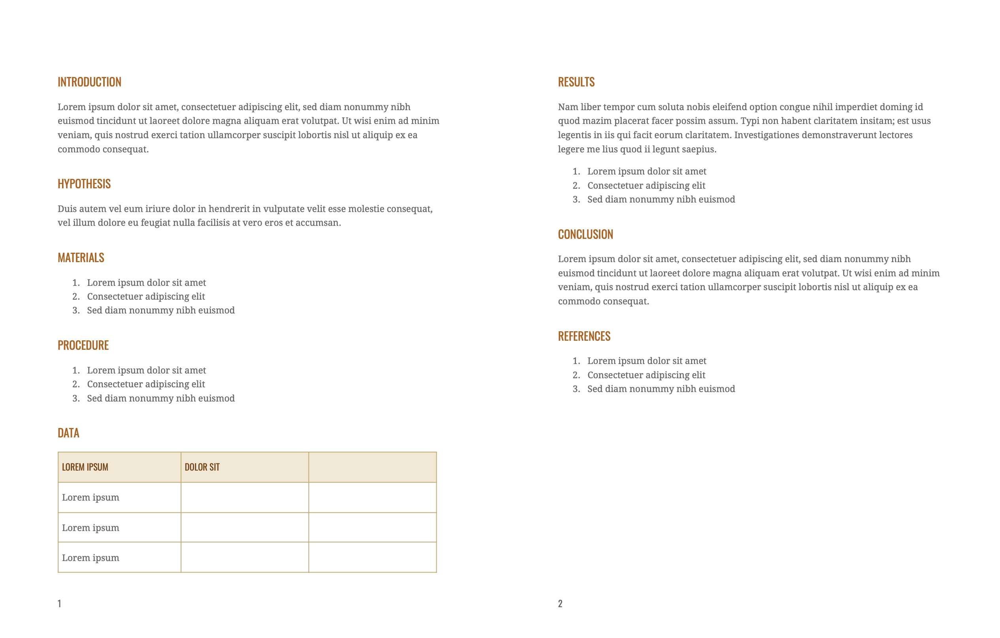 INTRODUCTION
Lorem ipsum dolor sit amet, consectetuer adipiscing elit, sed diam nonummy nibh
euismod tincidunt ut laoreet dolore magna aliquam erat volutpat. Ut wisi enim ad minim
veniam, quis nostrud exerci tation ullamcorper suscipit lobortis nisl ut aliquip ex ea
commodo consequat.
HYPOTHESIS
Duis autem vel eum iriure dolor in hendrerit in vulputate velit esse molestie consequat,
vel illum dolore eu feugiat nulla facilisis at vero eros et accumsan.
MATERIALS
1. Lorem ipsum dolor sit amet
2. Consectetuer adipiscing elit
3. Sed diam nonummy nibh euismod
PROCEDURE
1. Lorem ipsum dolor sit amet
2. Consectetuer adipiscing elit
3. Sed diam nonummy nibh euismod
DATA
LOREM IPSUM DOLOR SIT
Lorem ipsum
Lorem ipsum
Lorem ipsum
1
RESULTS
Nam liber tempor cum soluta nobis eleifend option congue nihil imperdiet doming id
quod mazim placerat facer possim assum. Typi non habent claritatem insitam; est usus
legentis in iis qui facit eorum claritatem. Investigationes demonstraverunt lectores
legere me lius quod ii legunt saepius.
1. Lorem ipsum dolor sit amet
2. Consectetuer adipiscing elit
3. Sed diam nonummy nibh euismod
CONCLUSION
Lorem ipsum dolor sit amet, consectetuer adipiscing elit, sed diam nonummy nibh
euismod tincidunt ut laoreet dolore magna aliquam erat volutpat. Ut wisi enim ad minim
veniam, quis nostrud exerci tation ullamcorper suscipit lobortis nisl ut aliquip ex ea
commodo consequat.
REFERENCES
1. Lorem ipsum dolor sit amet
2. Consectetuer adipiscing elit
3. Sed diam nonummy nibh euismod
2